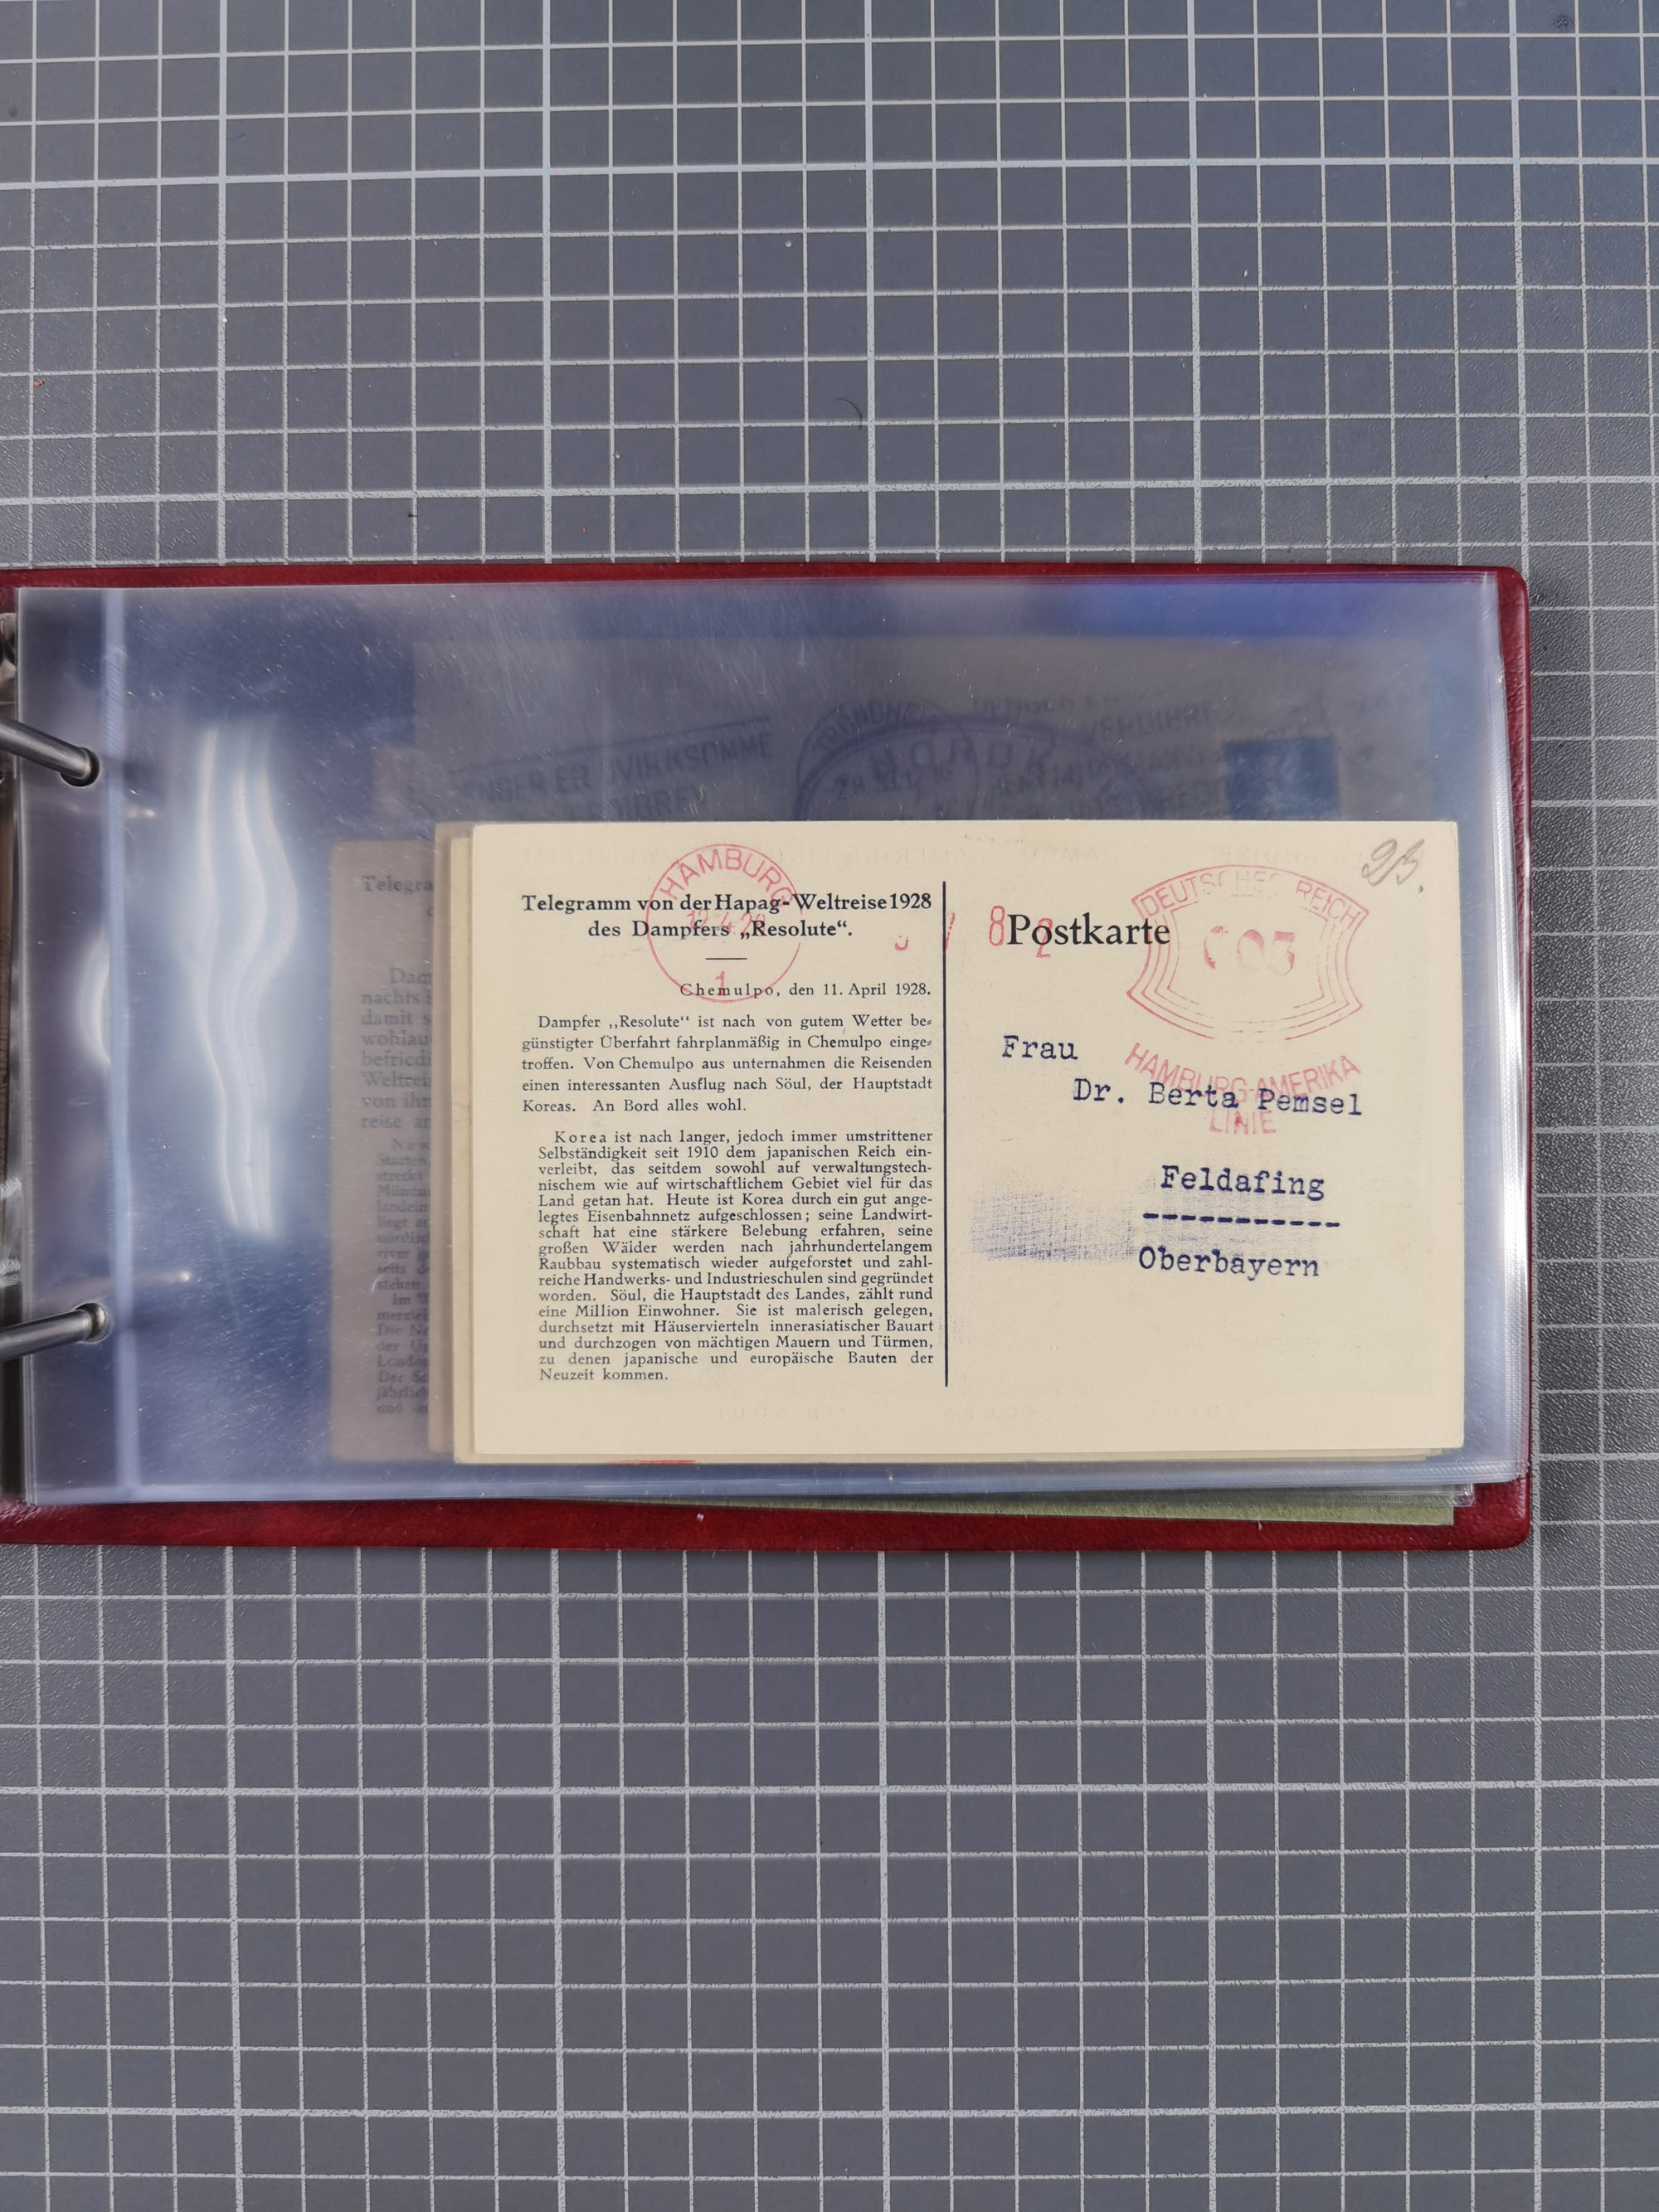 Telegramm von der Hapag-Weltreise 1928
des Dampfers „Resolute“.
Chemulpo, den 11. April 1928.
Dampfer „Resolute“ ist nach von gutem Wetter be-
günstigter Überfahrt fahrplanmäßig in Chemulpo einge-
troffen. Von Chemulpo aus unternahmen die Reisenden
einen interessanten Ausflug nach Söul, der Hauptstadt
Koreas. An Bord alles wohl.
Korea ist nach langer, jedoch immer umstrittener
Selbständigkeit seit 1910 dem japanischen Reich ein-
verleibt, das seitdem sowohl auf verwaltungstech-
nischem wie auf wirtschaftlichem Gebiet viel für das
Land getan hat. Heute ist Korea durch ein gut ange-
legtes Eisenbahnnetz aufgeschlossen; seine Landwirt-
schaft hat eine stärkere Belebung erfahren, seine
großen Wälder werden nach jahrhundertelangem
Raubbau systematisch wieder aufgeforstet und zahl-
reiche Handwerks- und Industrieschulen sind gegründet
worden. Söul, die Hauptstadt des Landes, zählt rund
eine Million Einwohner. Sie ist malerisch gelegen,
durchsetzt mit Häuservierteln innerasiatischer Bauart
und durchzogen von mächtigen Mauern und Türmen,
zu denen japanische und europäische Bauten der
Neuzeit kommen.
HAMBURG
1
Postkarte
DEUTSCHES REICH
003
HAMBURG-AMERIKA
LINIE
Frau
Dr. Berta Pemsel
Feldafing
Oberbayern